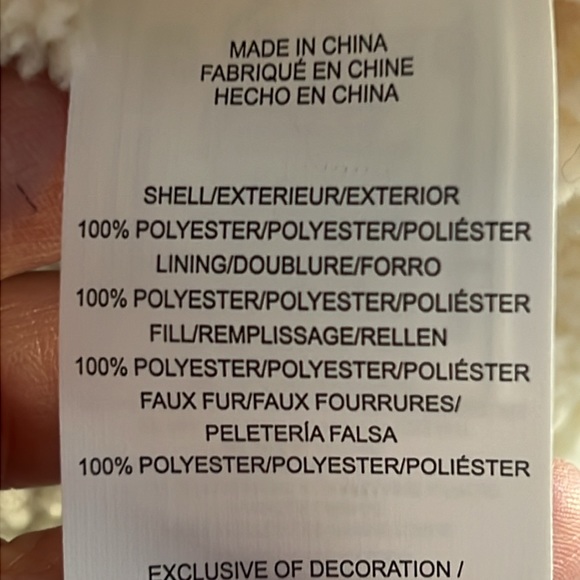 MADE IN CHINA
FABRIQUÉ EN CHINE
HECHO EN CHINA
SHELL/EXTERIEUR/EXTERIOR
100% POLYESTER/POLYESTER/POLIÉSTER
LINING/DOUBLURE/FORRO
100% POLYESTER/POLYESTER/POLIÉSTER
FILL/REMPLISSAGE/RELLEN
100% POLYESTER/POLYESTER/POLIÉSTER
FAUX FUR/FAUX FOURRURES/
PELETERÍA FALSA
100% POLYESTER/POLYESTER/POLIÉSTER
EXCLUSIVE OF DECORATION /